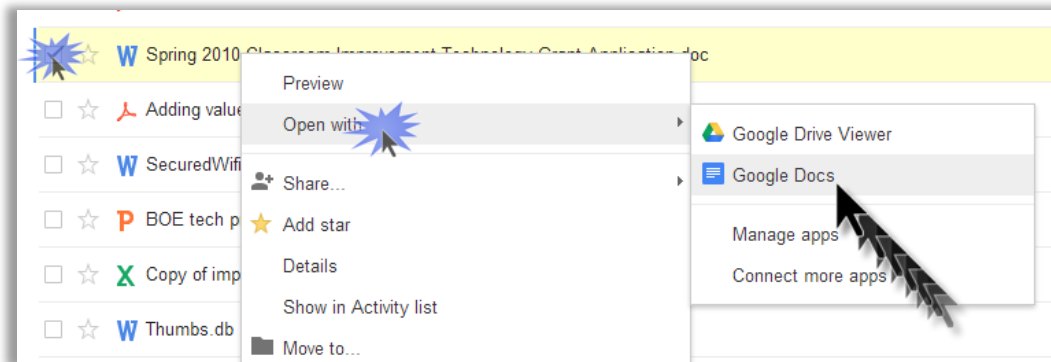 Spring 2010 Classroom Improvement Technology Grant Application.doc
Preview
Adding value
Open with
Google Drive Viewer
SecuredWifi
Share...
Google Docs
BOE tech p
Add star
Manage apps
Copy of imp
Details
Connect more apps
Show in Activity list
Thumbs.db
Move to...